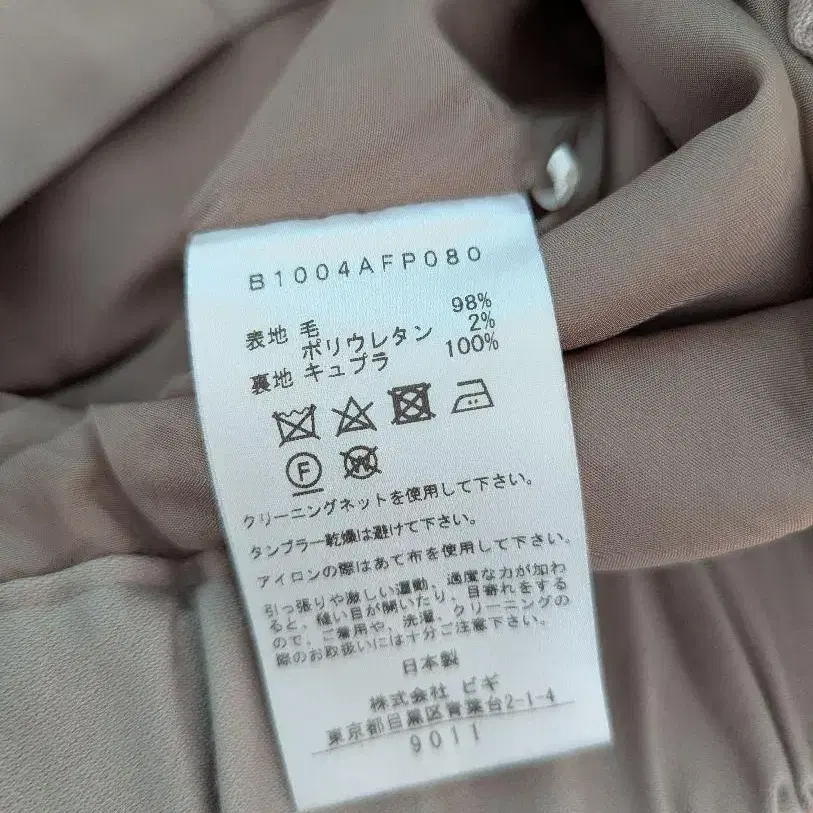 B1004AFP080
表地 毛 98%
ポリウレタン 2%
裏地 キュプラ 100%
F W
クリーニングネットを使用して下さい。
タンブラー乾燥は避けて下さい。
アイロンの際はあて布を使用して下さい。
引っ張りや激しい運動、過度な力が加わ
ると、縫い目が開いたり、目寄れをする
ので、ご着用や、洗濯、クリーニングの
際のお取扱いには十分ご注意下さい。
日本製
株式会社 ビギ
東京都目黒区青葉台2-1-4
9011